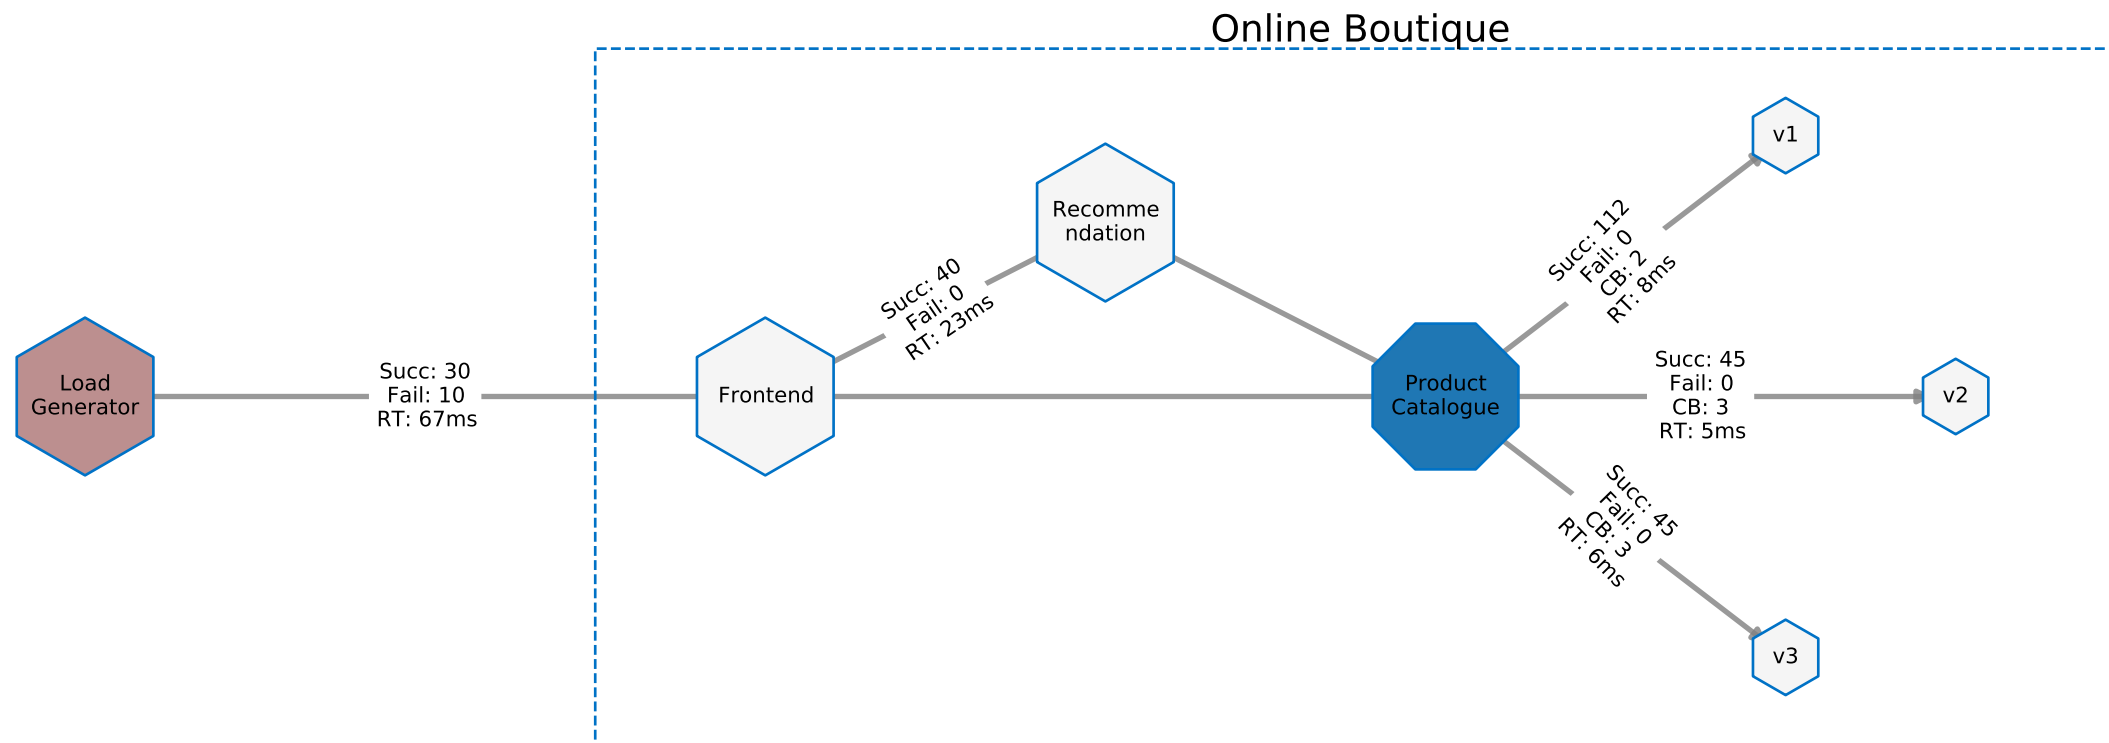 Online Boutique
Load
Generator
Succ: 30
Fail: 10
RT: 67ms
Frontend
Succ: 40
Fail: 0
RT: 23ms
Recomme
ndation
Product
Catalogue
Succ: 112
Fail: 0
CB: 2
RT: 8ms
v1
Succ: 45
Fail: 0
CB: 3
RT: 5ms
v2
Succ: 45
Fail: 0
CB: 3
RT: 6ms
v3